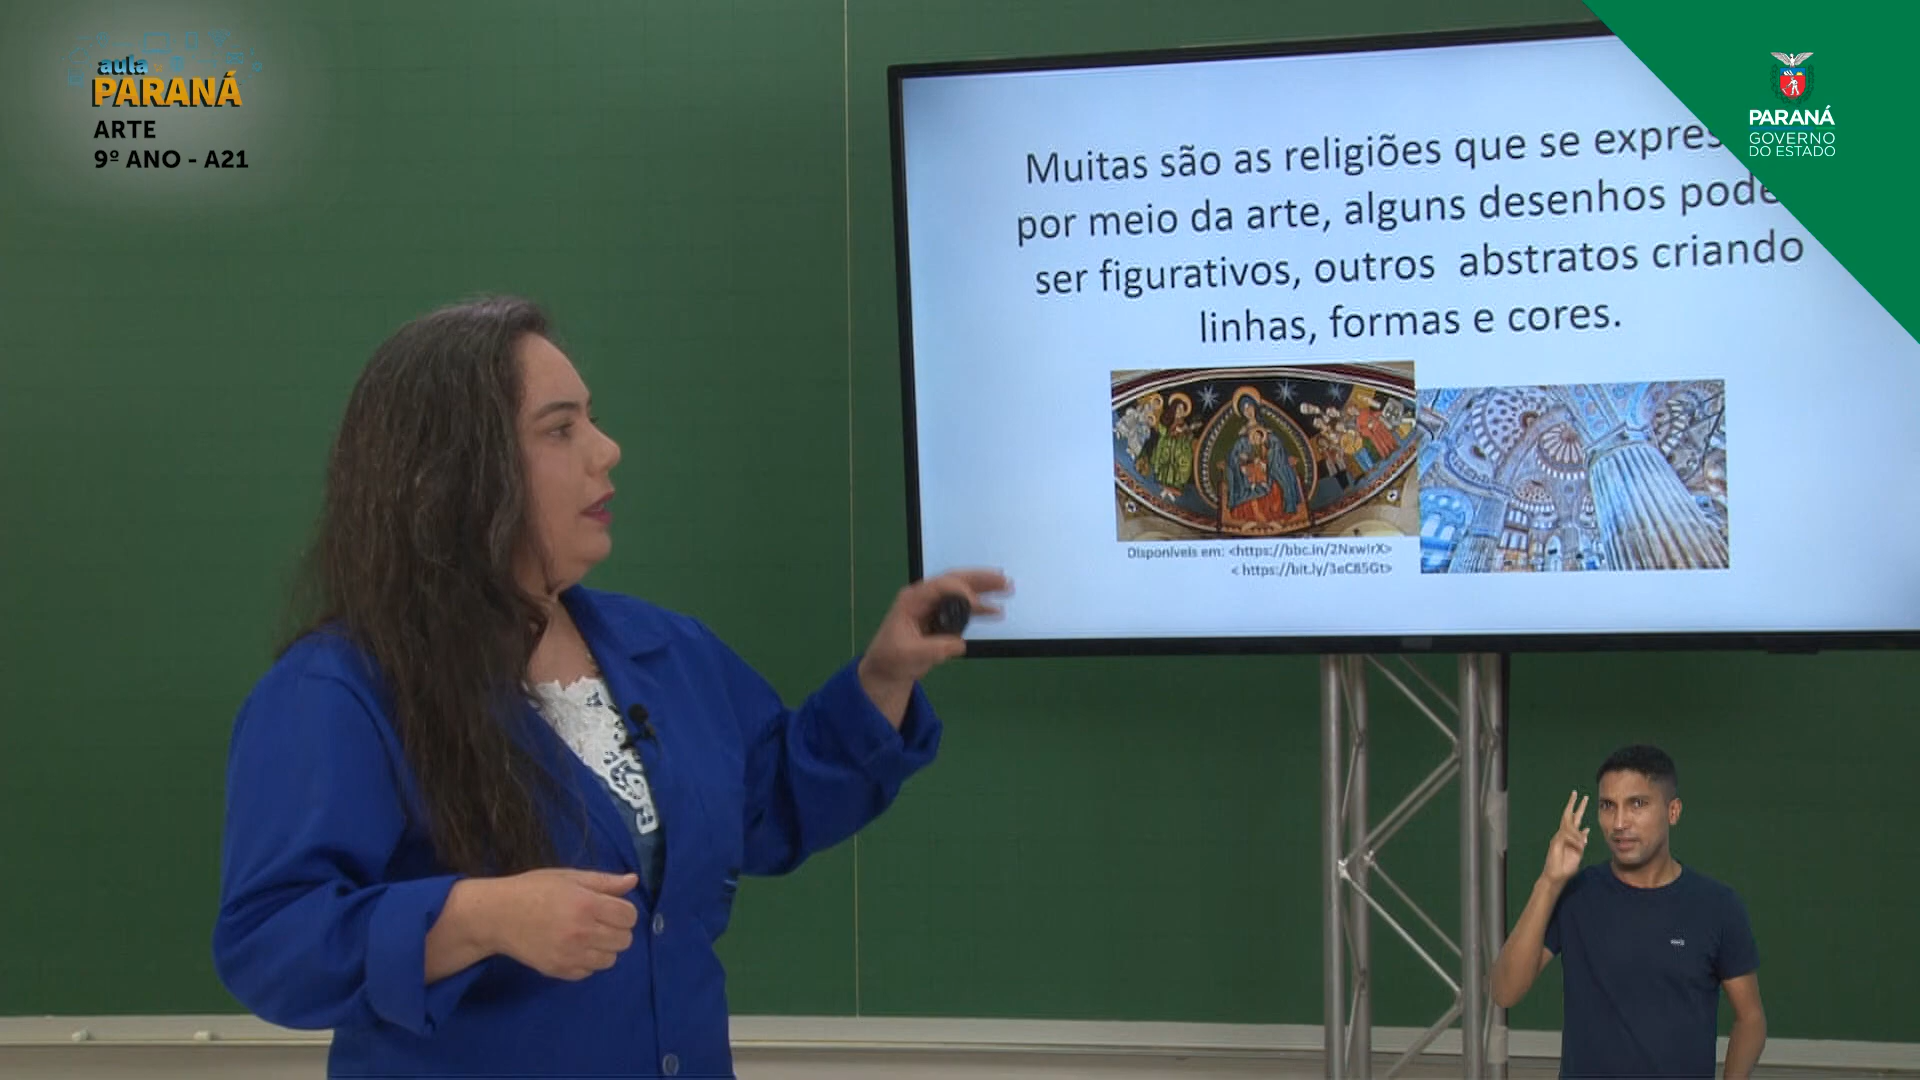 aula
PARANÁ
ARTE
9º ANO - A21
PARANÁ
GOVERNO
DO ESTADO
Muitas são as religiões que se expres
por meio da arte, alguns desenhos pode
ser figurativos, outros abstratos criando
linhas, formas e cores.
Disponíveis em: <https://bbc.in/2NxwIrX>
< https://bit.ly/3eC85Gt>